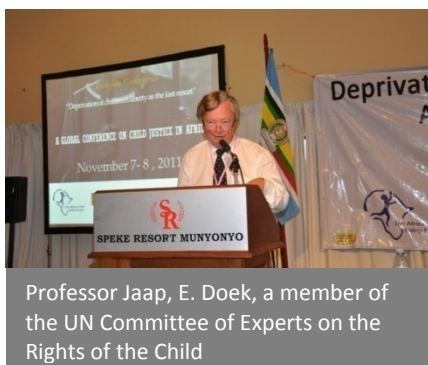 "Deprivation of children's liberty as the last resort"
A GLOBAL CONFERENCE ON CHILD JUSTICE IN AFRI
November 7-8, 2011
Deprivat
A
SR
SPEKE RESORT MUNYONYO
Professor Jaap, E. Doek, a member of
the UN Committee of Experts on the
Rights of the Child